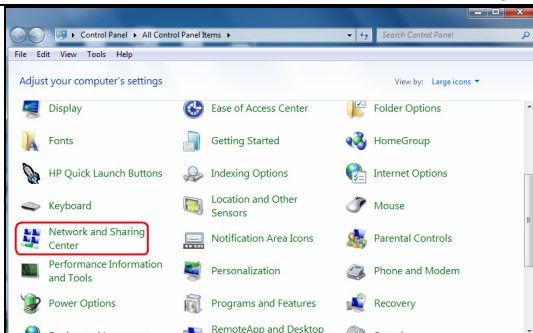 Control Panel ▸ All Control Panel Items ▸
Search Control Panel
File Edit View Tools Help
Adjust your computer's settings
View by: Large icons
Display
Ease of Access Center
Folder Options
Fonts
Getting Started
HomeGroup
HP Quick Launch Buttons
Indexing Options
Internet Options
Keyboard
Location and Other
Sensors
Mouse
Network and Sharing
Center
Notification Area Icons
Parental Controls
Performance Information
and Tools
Personalization
Phone and Modem
Power Options
Programs and Features
Recovery
RemoteApp and Desktop